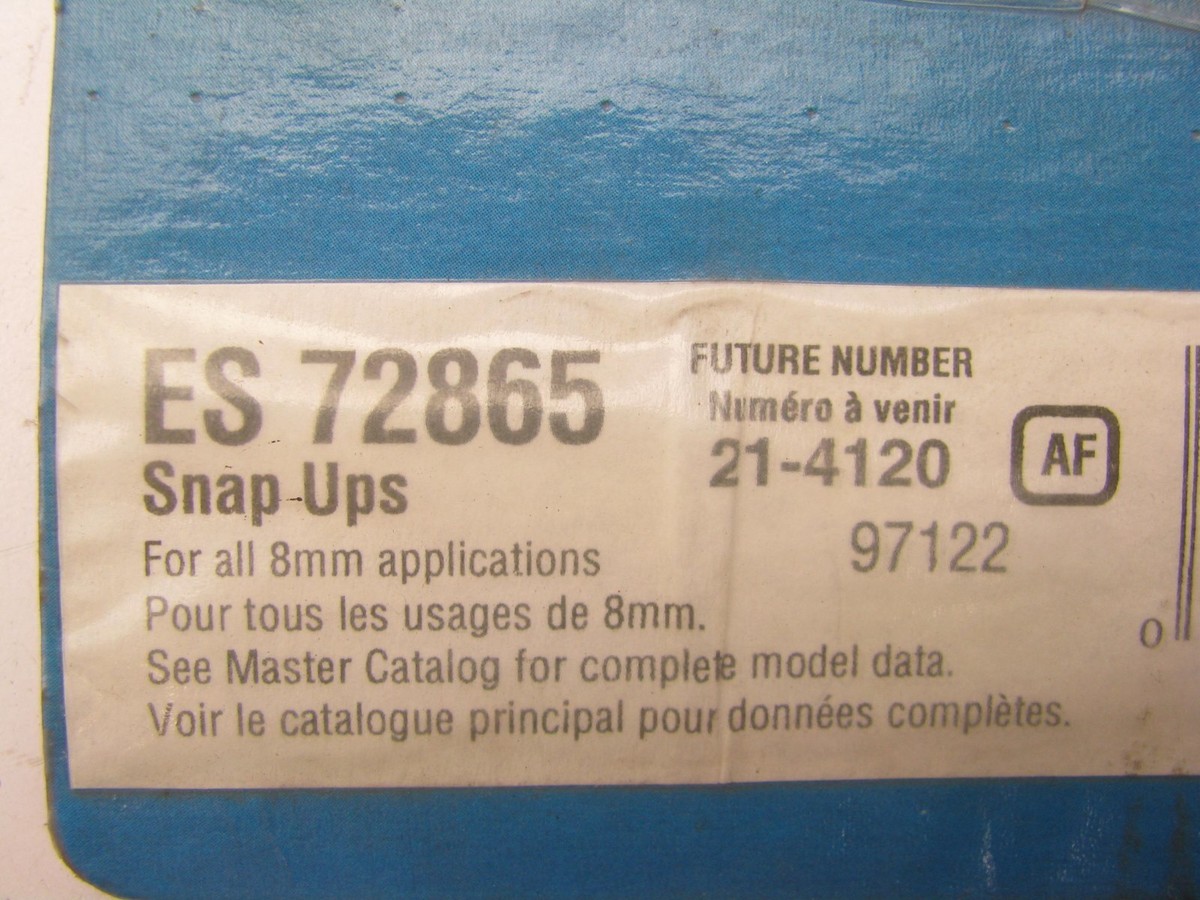 ES 72865
Snap Ups
For all 8mm applications
Pour tous les usages de 8mm.
See Master Catalog for complete model data.
Voir le catalogue principal pour données complètes.
FUTURE NUMBER
Numéro à venir
21-4120
AF
97122
0